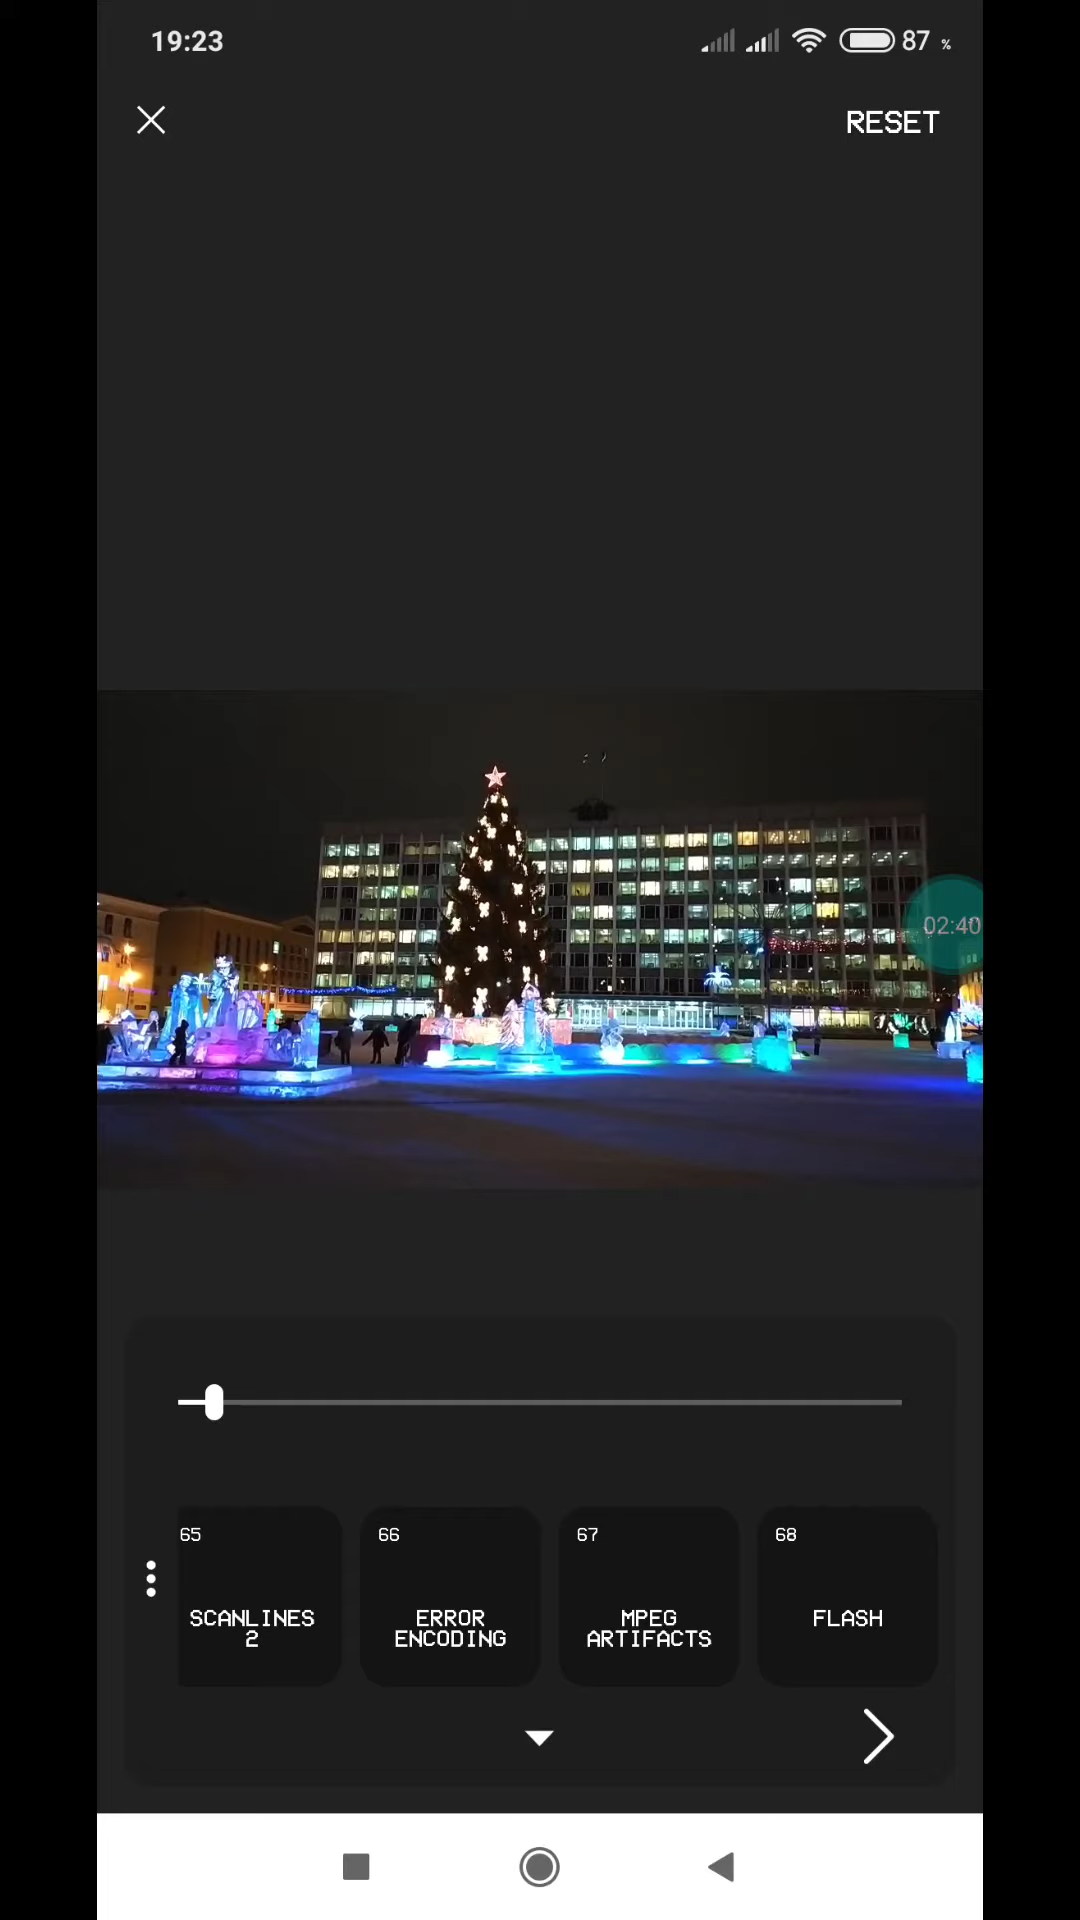 19:23
87 %
RESET
02:40
65
SCANLINES
2
66
ERROR
ENCODING
67
MPEG
ARTIFACTS
68
FLASH